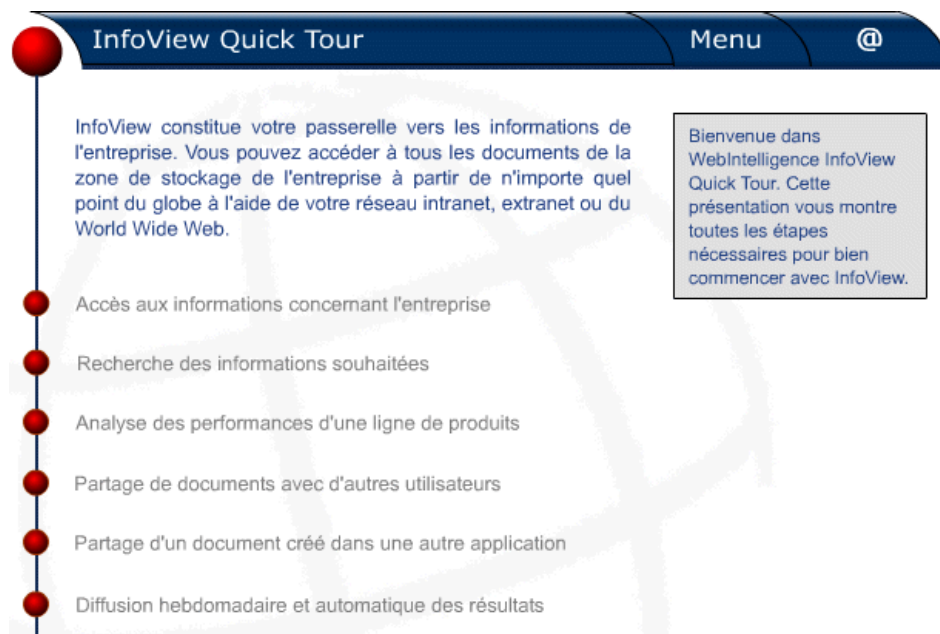 InfoView Quick Tour
Menu
@
InfoView constitue votre passerelle vers les informations de
l'entreprise. Vous pouvez accéder à tous les documents de la
zone de stockage de l'entreprise à partir de n'importe quel
point du globe à l'aide de votre réseau intranet, extranet ou du
World Wide Web.
Bienvenue dans
WebIntelligence InfoView
Quick Tour. Cette
présentation vous montre
toutes les étapes
nécessaires pour bien
commencer avec InfoView.
Accès aux informations concernant l'entreprise
Recherche des informations souhaitées
Analyse des performances d'une ligne de produits
Partage de documents avec d'autres utilisateurs
Partage d'un document créé dans une autre application
Diffusion hebdomadaire et automatique des résultats